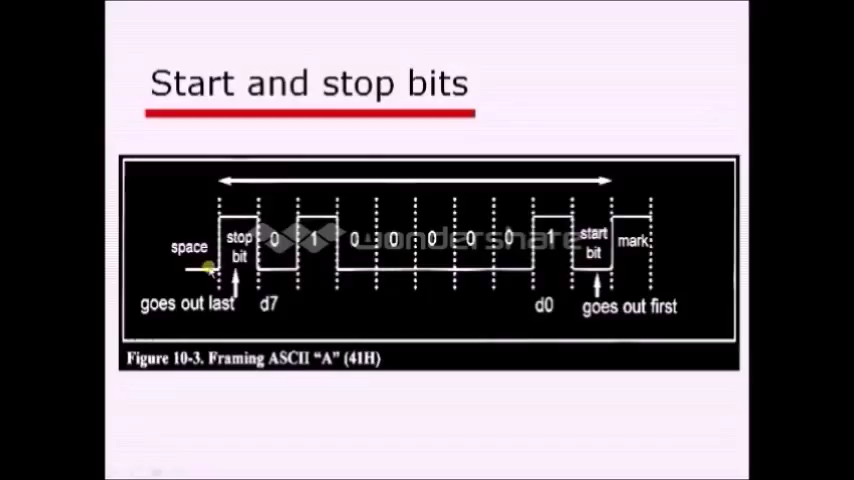 Start and stop bits
space stop bit 0 1 0 0 0 0 0 1 start bit mark
wondershare
goes out last d7 d0 goes out first
Figure 10-3. Framing ASCII “A” (41H)